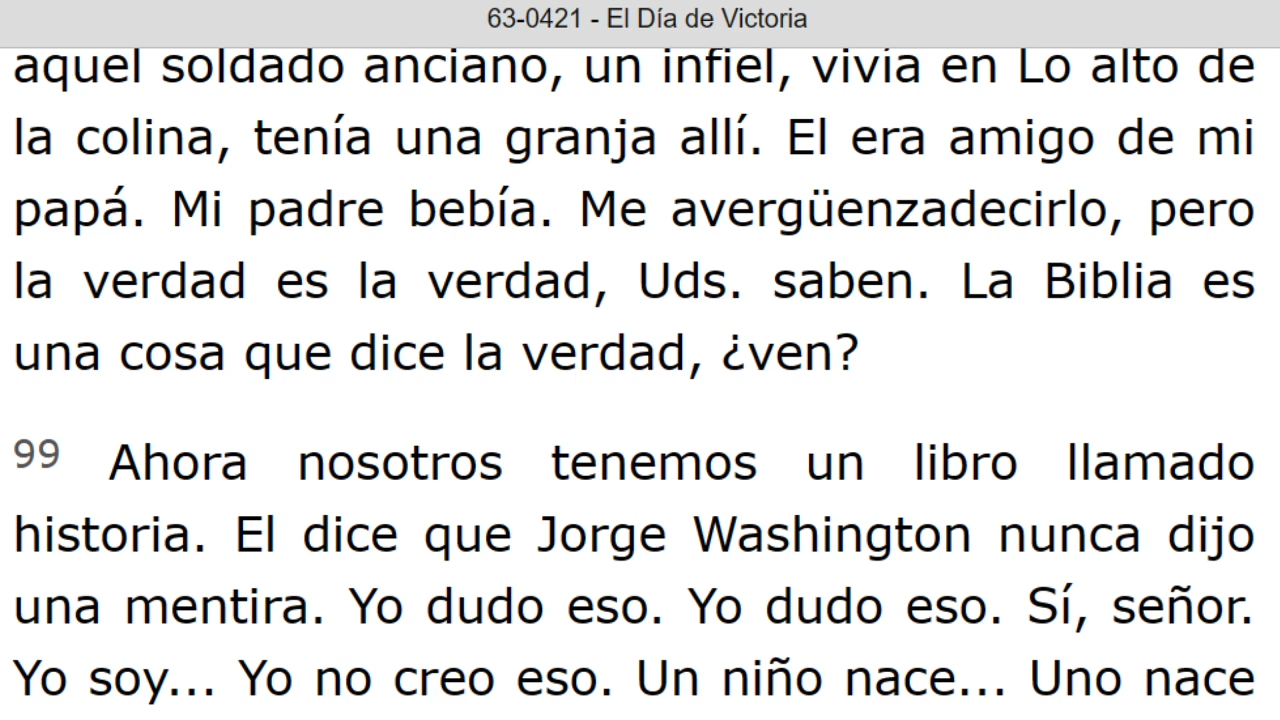 63-0421 - El Día de Victoria
aquel soldado anciano, un infiel, vivía en Lo alto de
la colina, tenía una granja allí. El era amigo de mi
papá. Mi padre bebía. Me avergüenzadecirlo, pero
la verdad es la verdad, Uds. saben. La Biblia es
una cosa que dice la verdad, ¿ven?
99 Ahora nosotros tenemos un libro llamado
historia. El dice que Jorge Washington nunca dijo
una mentira. Yo dudo eso. Yo dudo eso. Sí, señor.
Yo soy... Yo no creo eso. Un niño nace... Uno nace